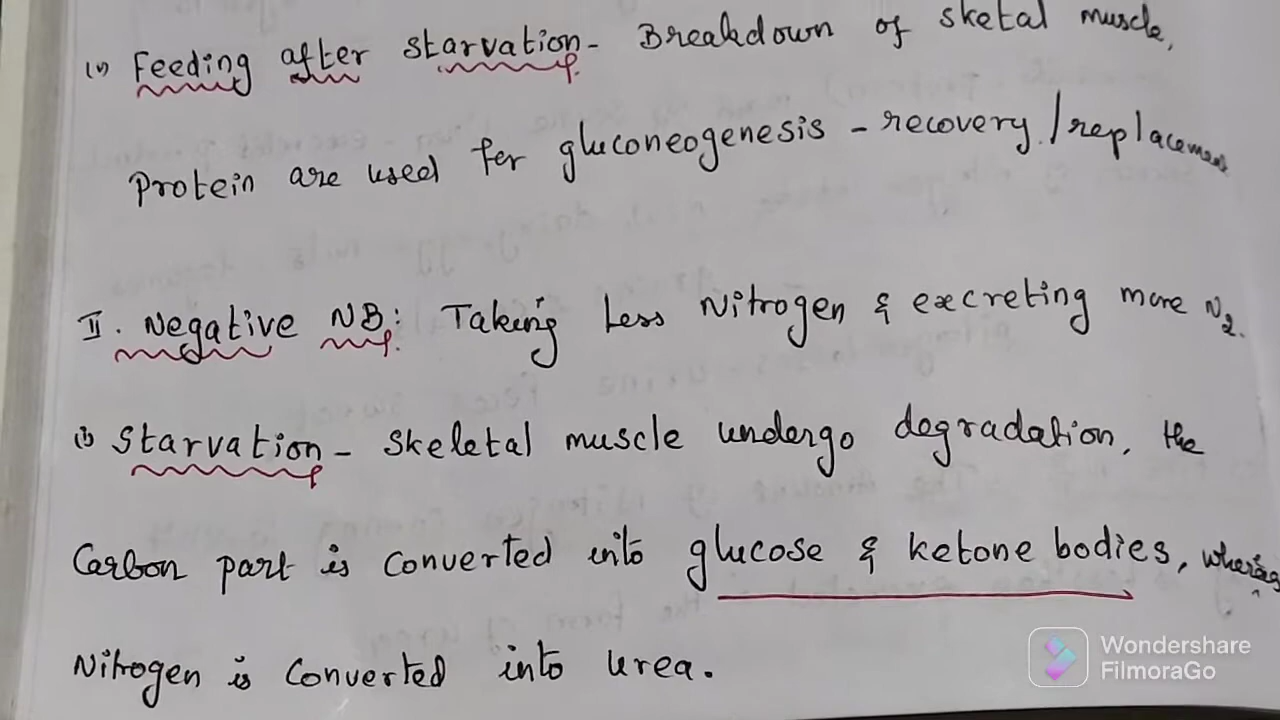 (v) Feeding after starvation - Breakdown of sketal muscle,
Protein are used for gluconeogenesis - recovery/replacement
II. Negative NB: Taking Less Nitrogen & excreting more N2.
(i) Starvation - Skeletal muscle undergo degradation, the
Carbon part is converted into glucose & ketone bodies, whereas
Nitrogen is converted into urea.
Wondershare
FilmoraGo